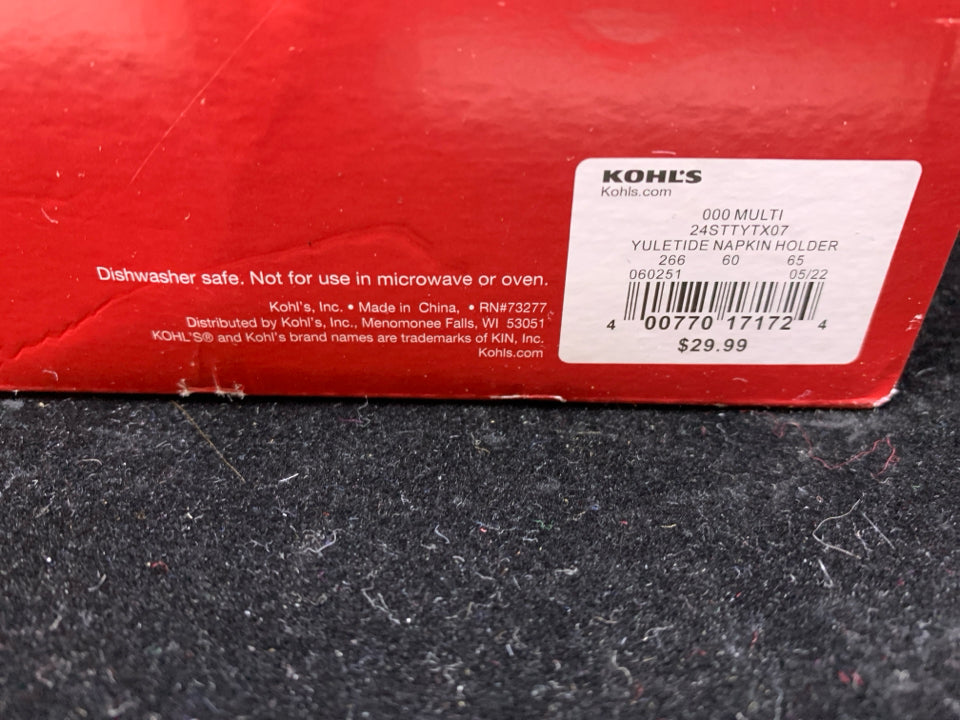 Dishwasher safe. Not for use in microwave or oven.
Kohl's, Inc. • Made in China, • RN#73277
Distributed by Kohl's, Inc., Menomonee Falls, WI 53051
KOHL'S® and Kohl's brand names are trademarks of KIN, Inc.
Kohls.com
KOHL'S
Kohls.com
000 MULTI
24STTYTX07
YULETIDE NAPKIN HOLDER
266 60 65
060251 05/22
4 00770 17172 4
$29.99